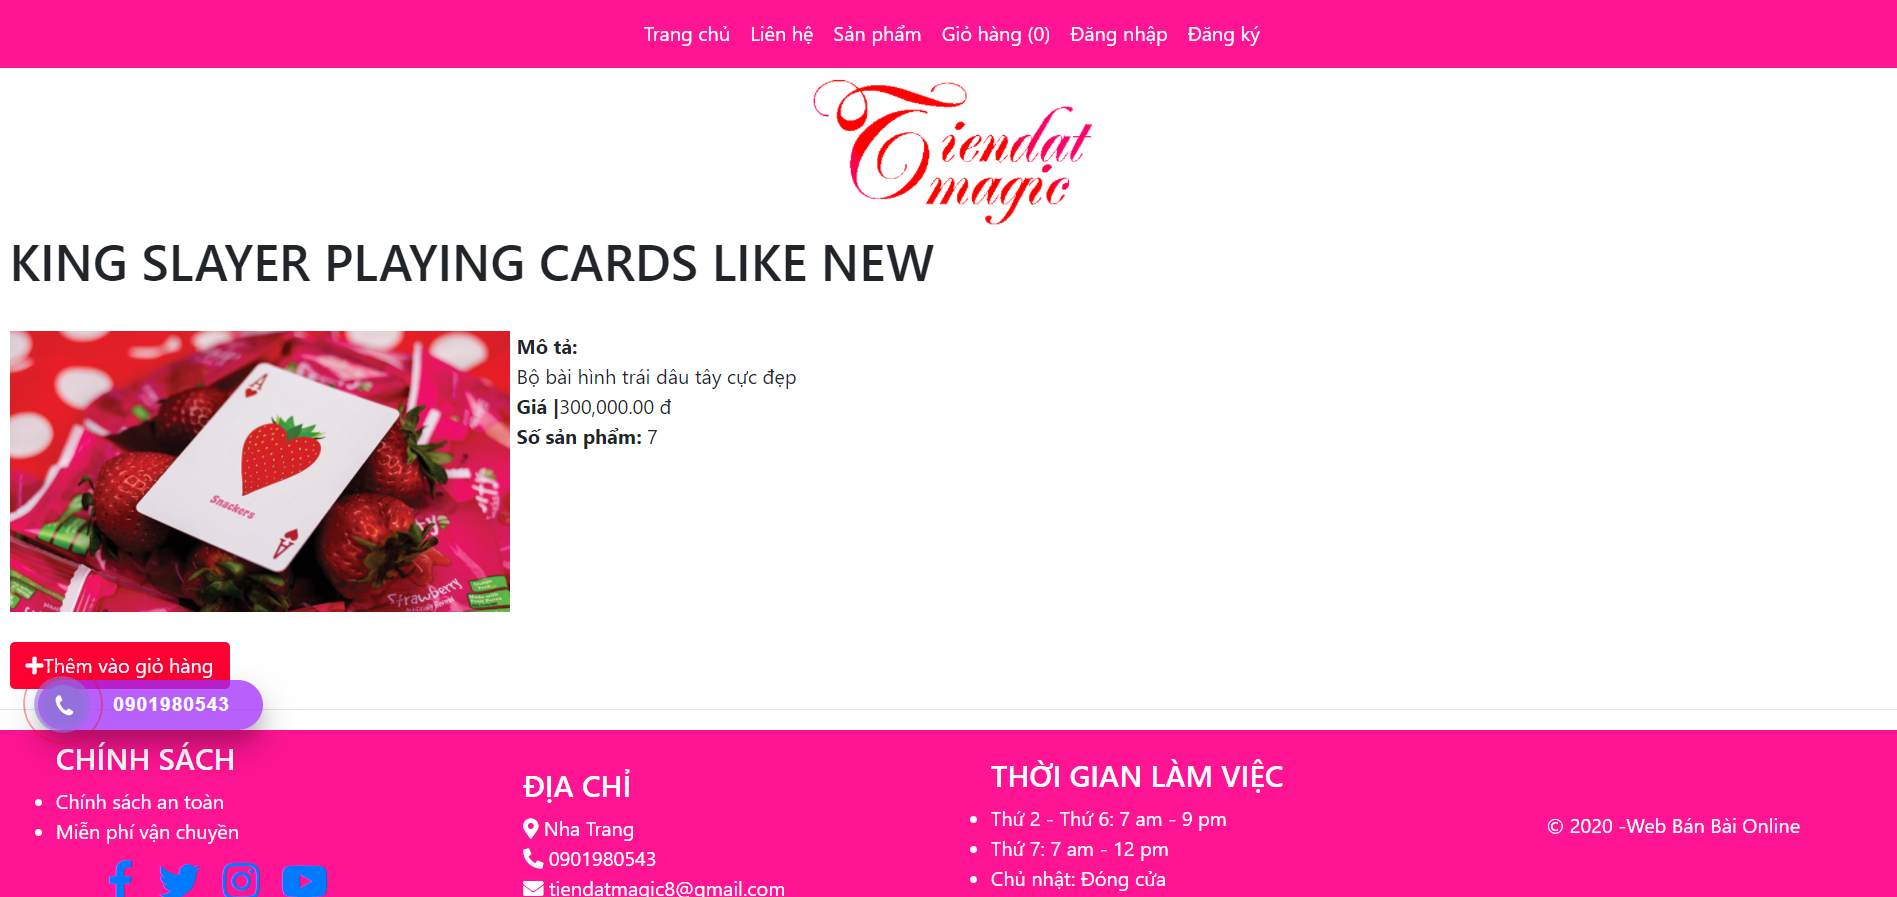 Trang chủ Liên hệ Sản phẩm Giỏ hàng (0) Đăng nhập Đăng ký
Tiendat
magic
KING SLAYER PLAYING CARDS LIKE NEW
A
Snackers
A
Strawberry
Mô tả:
Bộ bài hình trái dâu tây cực đẹp
Giá |300,000.00 đ
Số sản phẩm: 7
Thêm vào giỏ hàng
0901980543
CHÍNH SÁCH
Chính sách an toàn
Miễn phí vận chuyền
ĐỊA CHỈ
Nha Trang
0901980543
tiendatmagic8@gmail.com
THỜI GIAN LÀM VIỆC
Thứ 2 - Thứ 6: 7 am - 9 pm
Thứ 7: 7 am - 12 pm
Chủ nhật: Đóng cửa
© 2020 -Web Bán Bài Online